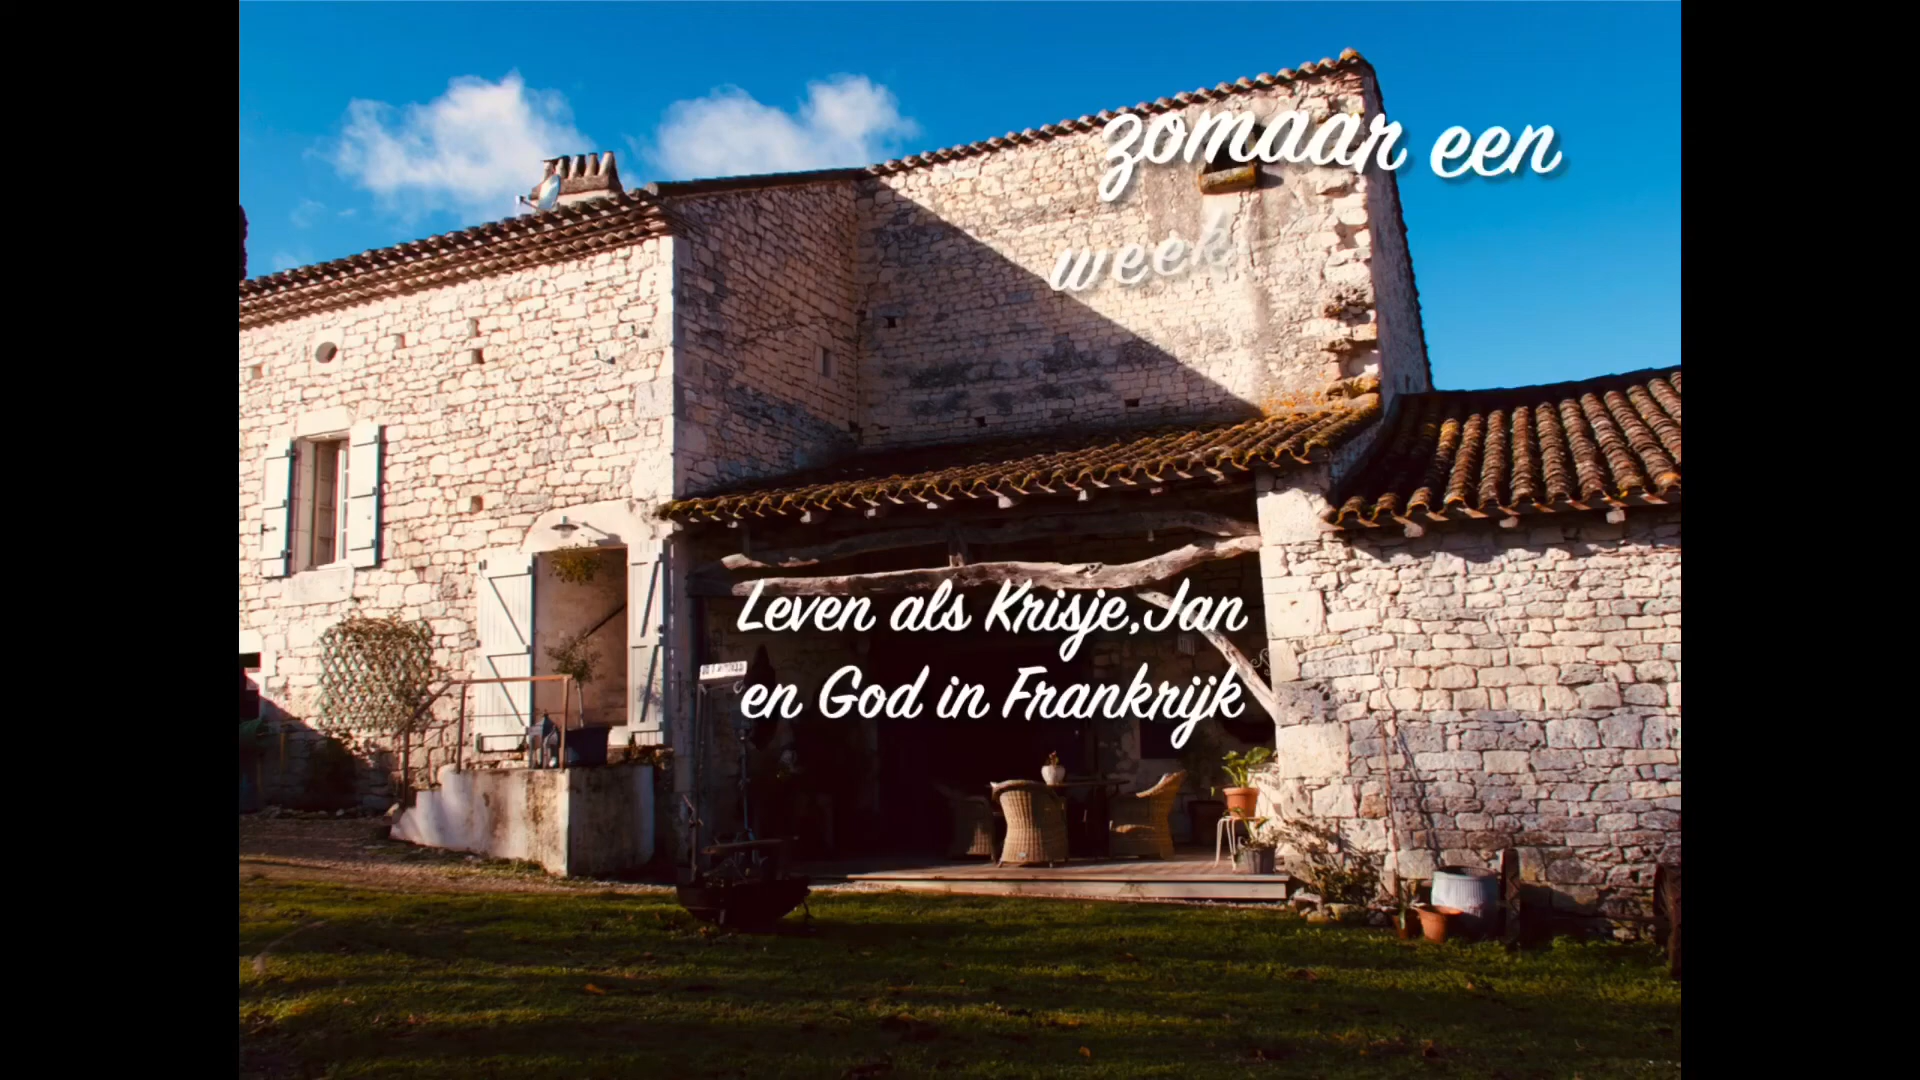 zomaar een
week
Leven als Krisje,Jan
en God in Frankrijk